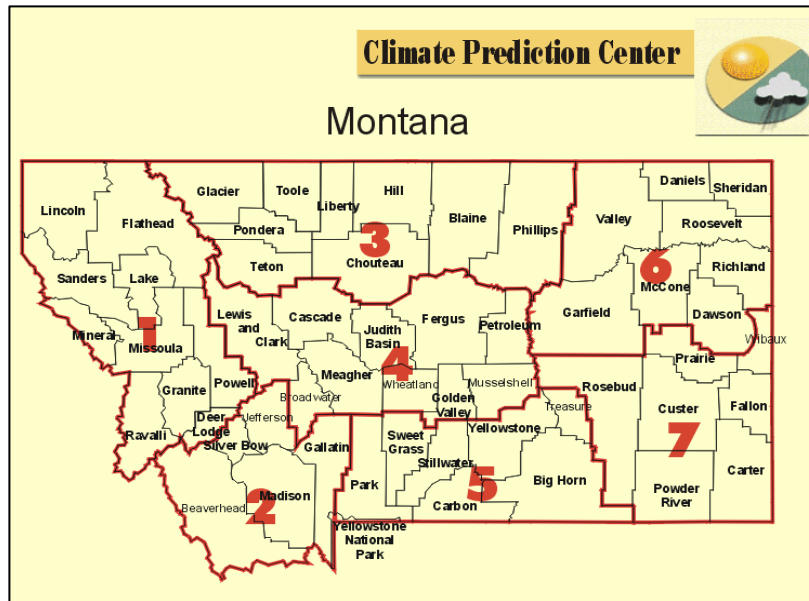 Climate Prediction Center
Montana
Daniels
Sheridan
Glacier
Toole
Hill
Liberty
Lincoln
Flathead
Blaine
Valley
Roosevelt
Phillips
Pondera
3
Chouteau
Teton
6
Sanders
Lake
Richland
McCone
Garfield
Dawson
Lewis
and
Clark
Cascade
Fergus
Judith
Basin
Petroleum
Mineral
1
Missoula
Wibaux
Prairie
4
Meagher
Wheatland
Musselshell
Powell
Granite
Rosebud
Broadwater
Golden
Valley
Treasure
Custer
Fallon
Deer
Lodge
Jefferson
Ravalli
Silver Bow
Gallatin
Sweet
Grass
Yellowstone
7
Stillwater
5
Big Horn
Park
Carter
Madison
2
Beaverhead
Carbon
Powder
River
Yellowstone
National
Park